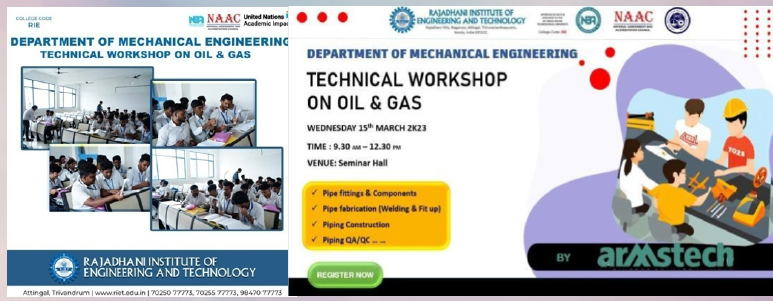 COLLEGE CODE
RIE
NBA NAAC United Nations
Academic Impac
DEPARTMENT OF MECHANICAL ENGINEERING
TECHNICAL WORKSHOP ON OIL & GAS
RAJADHANI INSTITUTE OF
ENGINEERING AND TECHNOLOGY
Attingal, Trivandrum | www.riet.edu.in | 70250 77773, 70255 77773, 98470 77773
RAJADHANI INSTITUTE OF
ENGINEERING AND TECHNOLOGY
NBA
NAAC
DEPARTMENT OF MECHANICAL ENGINEERING
TECHNICAL WORKSHOP
ON OIL & GAS
WEDNESDAY 15th MARCH 2K23
TIME : 9.30 AM – 12.30 PM
VENUE: Seminar Hall
✓ Pipe fittings & Components
✓ Pipe fabrication (Welding & Fit up)
✓ Piping Construction
✓ Piping QA/QC ... ...
REGISTER NOW
BY armstech